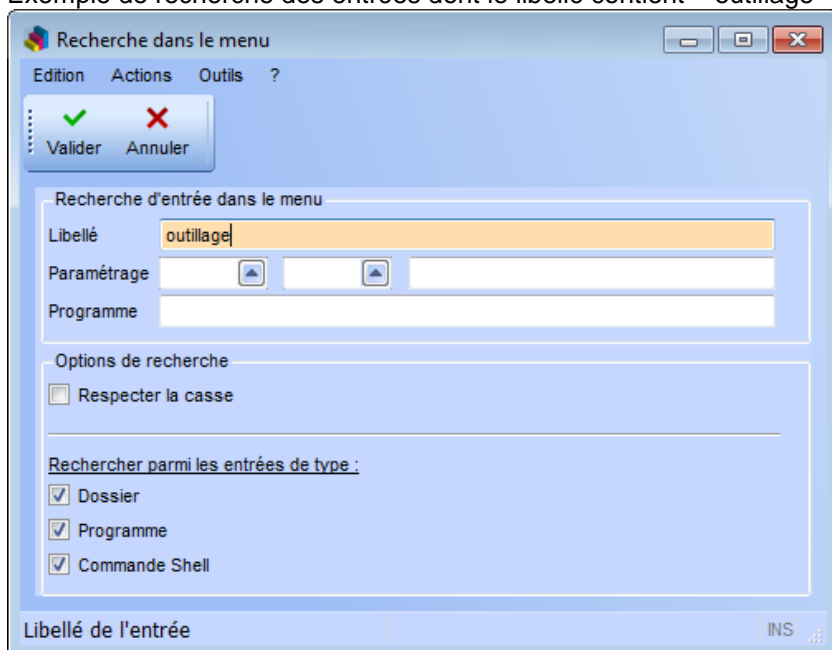 Exemple de recherche des entrées dont le libellé contient « outillage
Recherche dans le menu
Edition Actions Outils ?
Valider Annuler
Recherche d'entrée dans le menu
Libellé outillage
Paramétrage
Programme
Options de recherche
Respecter la casse
Rechercher parmi les entrées de type :
Dossier
Programme
Commande Shell
Libellé de l'entrée INS